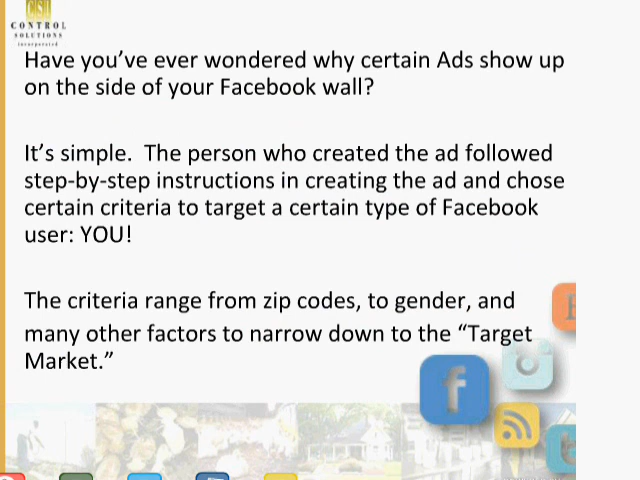 CSI
CONTROL
SOLUTIONS
incorporated
Have you’ve ever wondered why certain Ads show up
on the side of your Facebook wall?
It’s simple.  The person who created the ad followed
step-by-step instructions in creating the ad and chose
certain criteria to target a certain type of Facebook
user: YOU!
The criteria range from zip codes, to gender, and
many other factors to narrow down to the “Target
Market.”
f